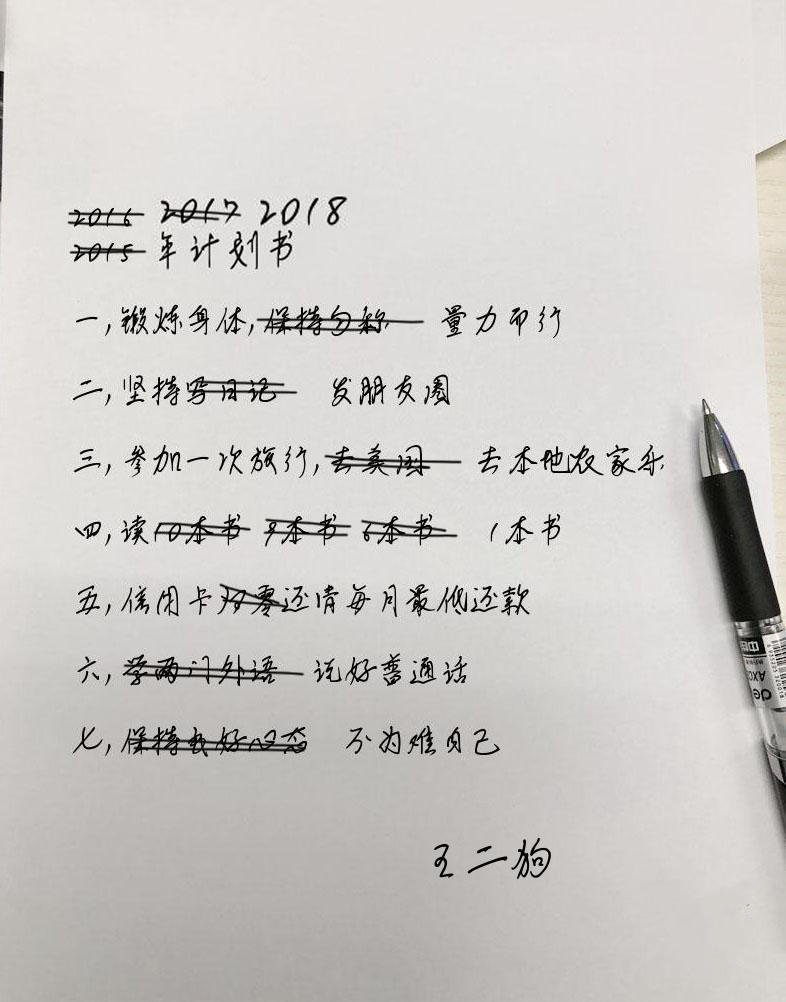 2016 2017 2018
2015 年计划书
一,锻炼身体,保持匀称 量力而行
二,坚持写日记 发朋友圈
三,参加一次旅行,去美国 去本地农家乐
四,读10本书 9本书 6本书 1本书
五,信用卡归零还清每月最低还款
六,学两门外语 说好普通话
七,保持良好心态 不为难自己
王二狗